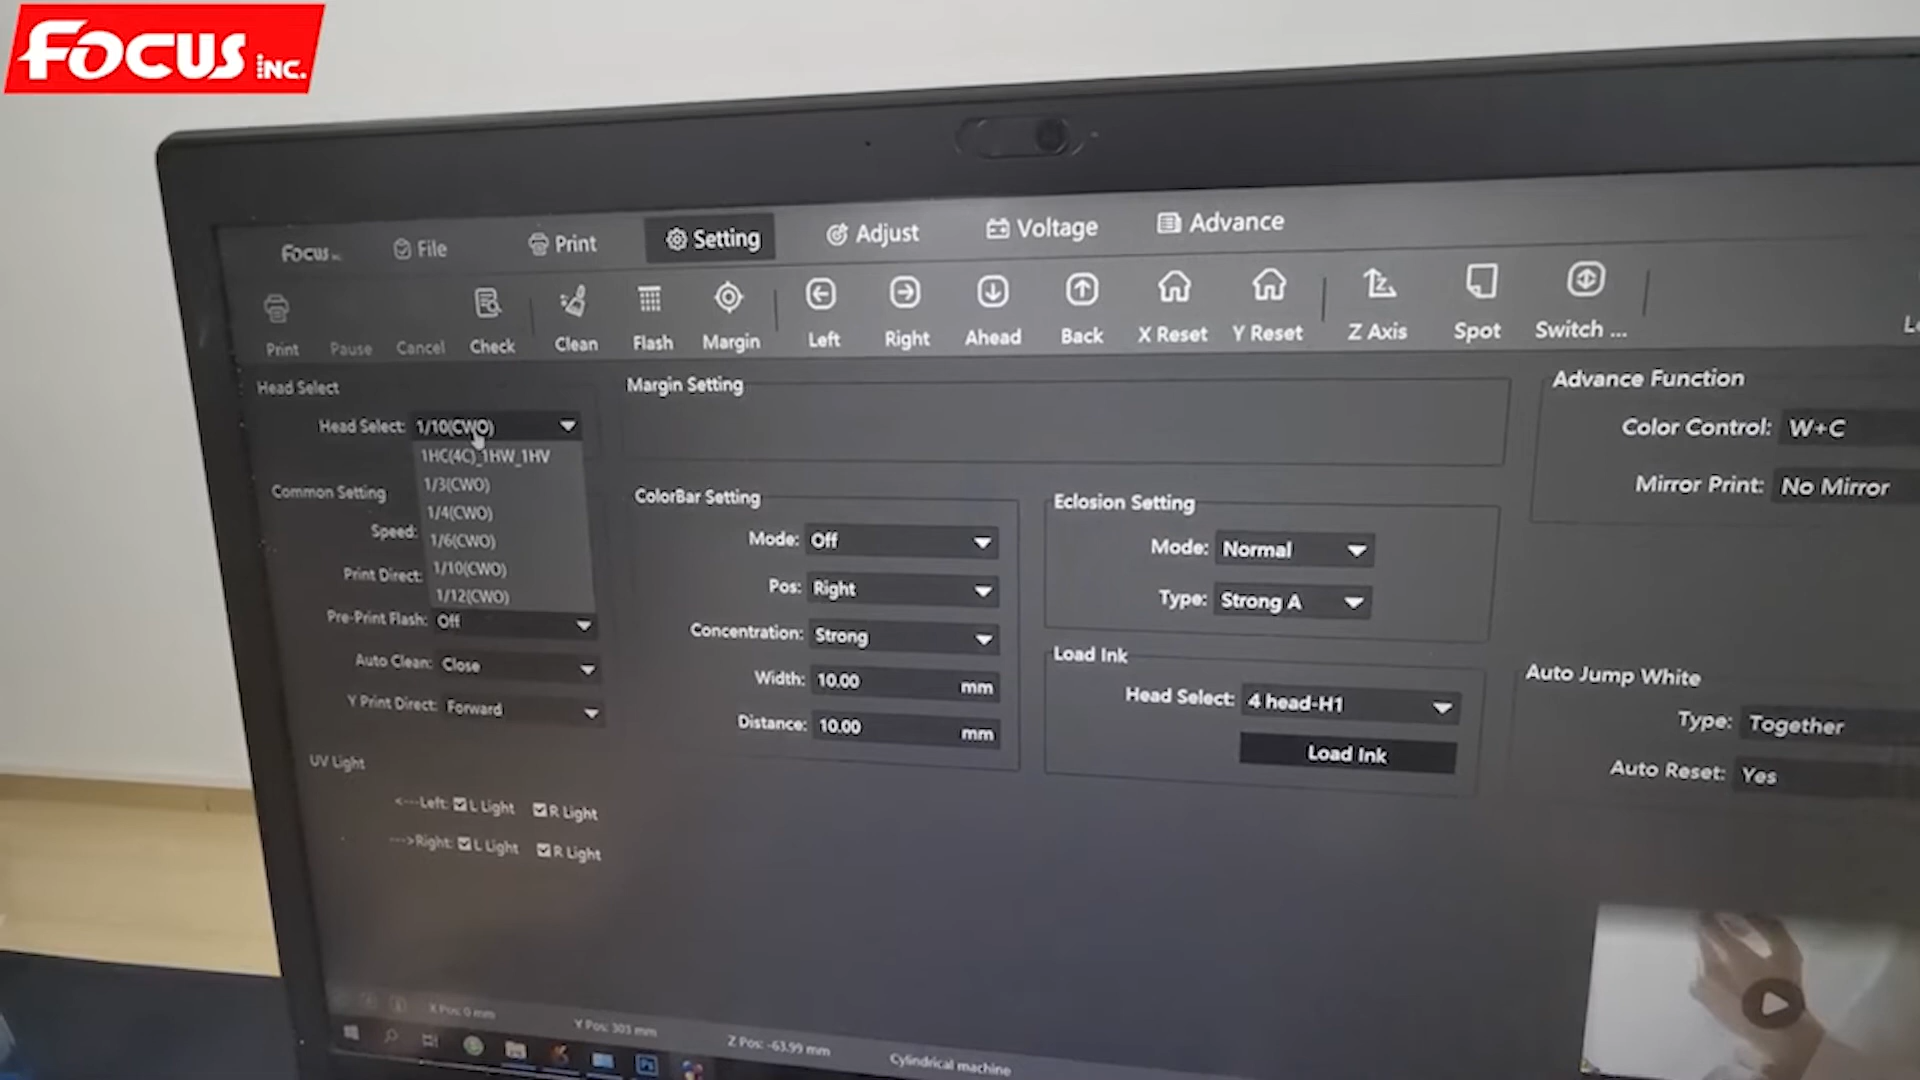 FOCUS INC.
FOCUS INC. File Print Setting Adjust Voltage Advance
Print Pause Cancel Check Clean Flash Margin Left Right Ahead Back X Reset Y Reset Z Axis Spot Switch ...
Head Select
Head Select: 1/10(CWO)
1HC(4C)_1HW_1HV
1/3(CWO)
1/4(CWO)
1/6(CWO)
1/10(CWO)
1/12(CWO)
Common Setting
Speed:
Print Direct:
Pre-Print Flash: Off
Auto Clean: Close
Y Print Direct: Forward
UV Light
<---Left: L Light R Light
--->Right: L Light R Light
Margin Setting
ColorBar Setting
Mode: Off
Pos: Right
Concentration: Strong
Width: 10.00 mm
Distance: 10.00 mm
Eclosion Setting
Mode: Normal
Type: Strong A
Load Ink
Head Select: 4 head-H1
Load Ink
Advance Function
Color Control: W+C
Mirror Print: No Mirror
Auto Jump White
Type: Together
Auto Reset: Yes
X Pos: 0 mm Y Pos: 303 mm Z Pos: -63.99 mm Cylindrical machine
Ps